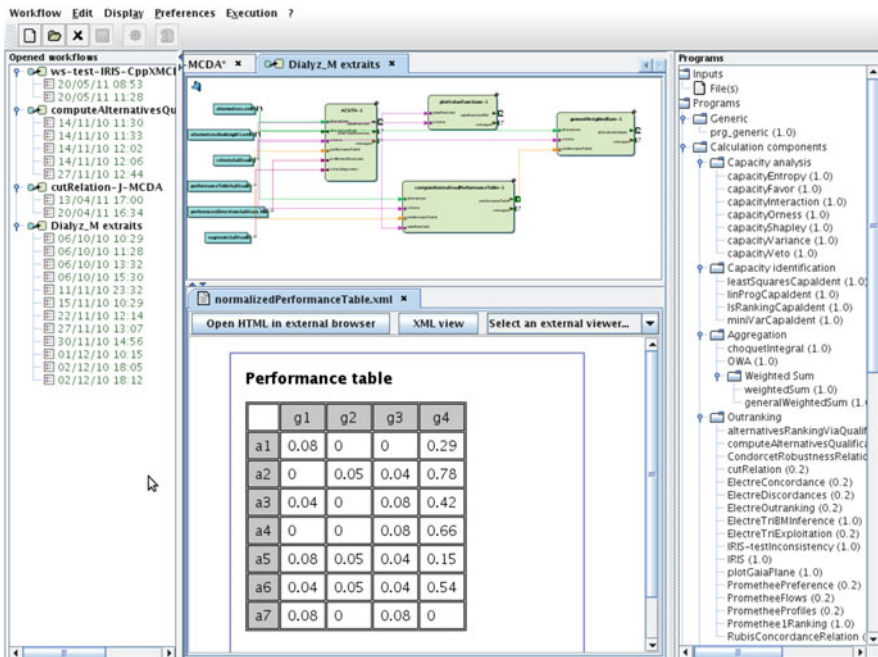 Workflow Edit Display Preferences Execution ?
Opened workflows
ws-test-IRIS-CppXMCI
20/05/11 08:53
20/05/11 11:28
computeAlternativesQu
14/11/10 11:30
14/11/10 11:33
14/11/10 12:02
14/11/10 12:06
27/11/10 12:44
cutRelation-J-MCDA
13/04/11 17:00
20/04/11 16:34
Dialyz_M extraits
06/10/10 10:29
06/10/10 11:28
06/10/10 13:32
06/10/10 15:30
11/11/10 23:32
15/11/10 10:29
22/11/10 12:14
27/11/10 13:07
30/11/10 14:56
01/12/10 10:15
02/12/10 18:05
02/12/10 18:12
-MCDA* Dialyz_M extraits
ACUTA-1
plotValueFunctions-1
generalWeightedSum-1
computeNormalizedPerformanceTable-1
normalizedPerformanceTable.xml
Open HTML in external browser XML view Select an external viewer...
Performance table
g1 g2 g3 g4
a1 0.08 0 0 0.29
a2 0 0.05 0.04 0.78
a3 0.04 0 0.08 0.42
a4 0 0 0.08 0.66
a5 0.08 0.05 0.04 0.15
a6 0.04 0.05 0.04 0.54
a7 0.08 0 0.08 0
Programs
Inputs
File(s)
Programs
Generic
prg_generic (1.0)
Calculation components
Capacity analysis
capacityEntropy (1.0)
capacityFavor (1.0)
capacityInteraction (1.0)
capacityOrness (1.0)
capacityShapley (1.0)
capacityVariance (1.0)
capacityVeto (1.0)
Capacity identification
leastSquaresCapaIdent (1.0)
linProgCapaIdent (1.0)
lsRankingCapaIdent (1.0)
miniVarCapaIdent (1.0)
Aggregation
choquetIntegral (1.0)
OWA (1.0)
Weighted Sum
weightedSum (1.0)
generalWeightedSum (1.
Outranking
alternativesRankingViaQualif
computeAlternativesQualifica
CondorcetRobustnessRelatio
cutRelation (0.2)
ElectreConcordance (0.2)
ElectreDiscordances (0.2)
ElectreOutranking (0.2)
ElectreTriBMInference (1.0)
ElectreTriExploitation (0.2)
IRIS-testInconsistency (1.0)
IRIS (1.0)
plotGaiaPlane (1.0)
PrometheePreference (0.2)
PrometheeFlows (0.2)
PrometheeProfiles (0.2)
Promethee1Ranking (1.0)
RubisConcordanceRelation (